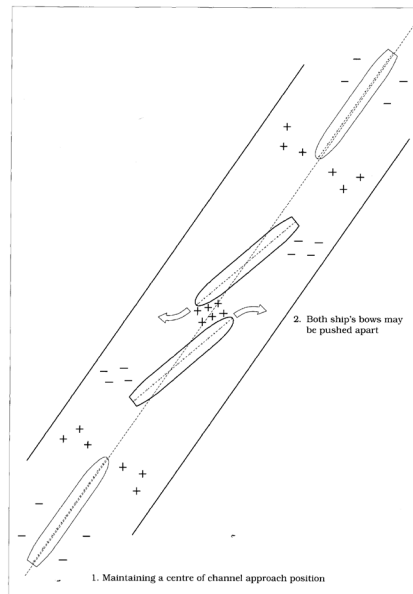 2. Both ship's bows may
be pushed apart
1. Maintaining a centre of channel approach position